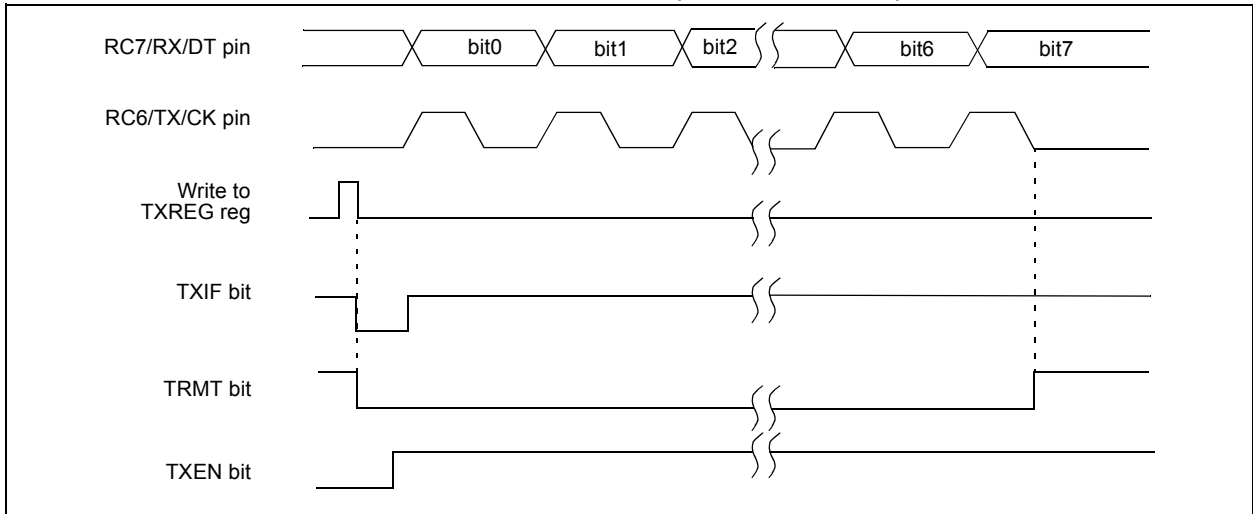 RC7/RX/DT pin
bit0 bit1 bit2 bit6 bit7
RC6/TX/CK pin
Write to
TXREG reg
TXIF bit
TRMT bit
TXEN bit